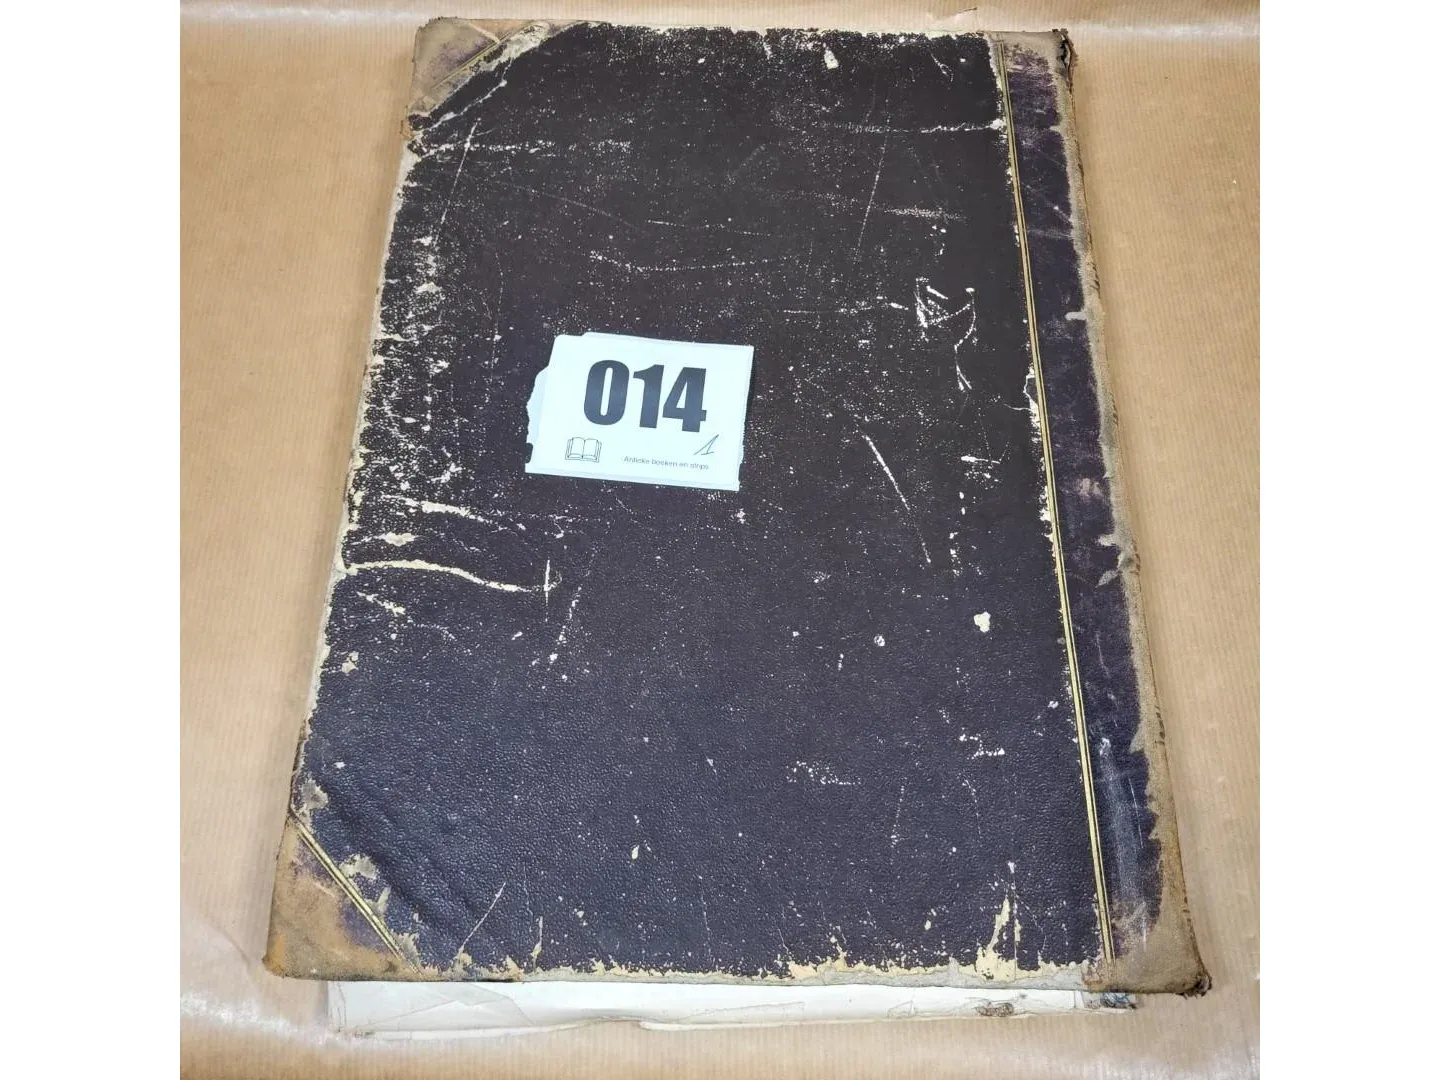 014
1
Antieke boeken en strips